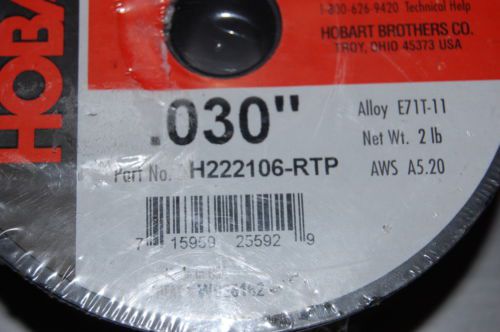 HOBA
1-800-626-9420 Technical Help
HOBART BROTHERS CO.
TROY, OHIO 45373 USA
.030"
Alloy E71T-11
Net Wt. 2 lb
Part No. H222106-RTP
AWS A5.20
7 15959 25592 9